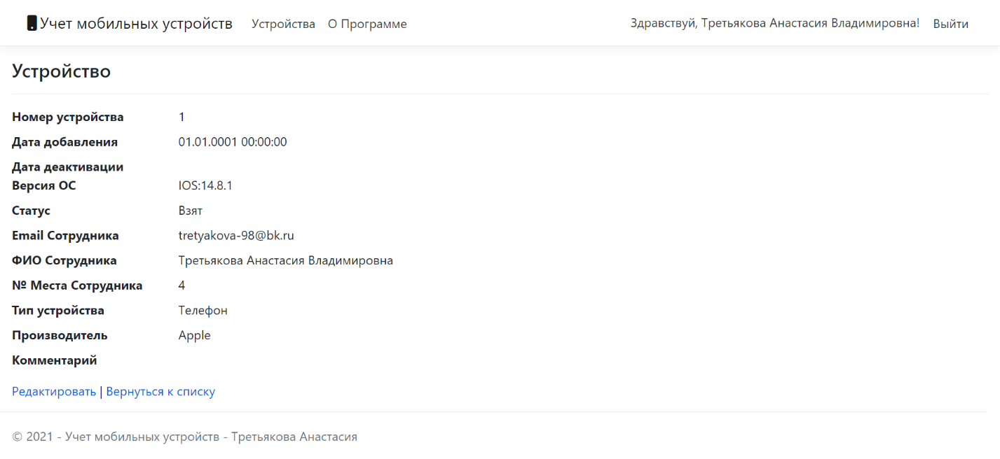 Учет мобильных устройств Устройства О Программе Здравствуй, Третьякова Анастасия Владимировна! Выйти
Устройство
Номер устройства 1
Дата добавления 01.01.0001 00:00:00
Дата деактивации
Версия ОС IOS:14.8.1
Статус Взят
Email Сотрудника tretyakova-98@bk.ru
ФИО Сотрудника Третьякова Анастасия Владимировна
№ Места Сотрудника 4
Тип устройства Телефон
Производитель Apple
Комментарий
Редактировать | Вернуться к списку
© 2021 - Учет мобильных устройств - Третьякова Анастасия